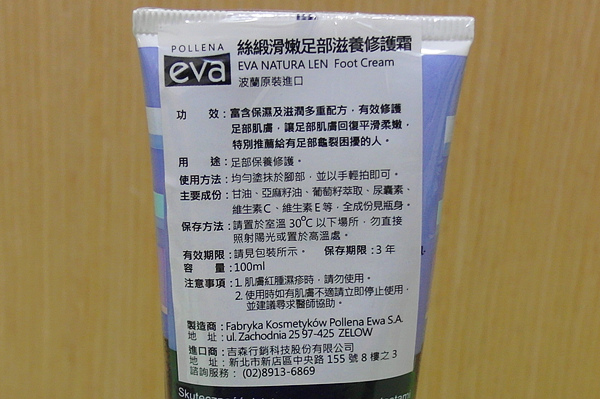 POLLENA
eva
絲緞滑嫩足部滋養修護霜
EVA NATURA LEN Foot Cream
波蘭原裝進口
功 效：富含保濕及滋潤多重配方，有效修護
足部肌膚，讓足部肌膚回復平滑柔嫩，
特別推薦給有足部龜裂困擾的人。
用 途：足部保養修護。
使用方法：均勻塗抹於腳部，並以手輕拍即可。
主要成份：甘油、亞麻籽油、葡萄籽萃取、尿囊素、
維生素C、維生素E等，全成份見瓶身。
保存方法：請置於室溫30℃以下場所，勿直接
照射陽光或置於高溫處。
有效期限：請見包裝所示。 保存期限：3年
容 量：100ml
注意事項：1. 肌膚紅腫濕疹時，請勿使用。
2. 使用時如有肌膚不適請立即停止使用，
並建議尋求醫師協助。
製造商：Fabryka Kosmetyków Pollena Ewa S.A.
地 址：ul. Zachodnia 25 97-425 ZELOW
進口商：吉森行銷科技股份有限公司
地 址：新北市新店區中央路155號8樓之3
諮詢服務：(02)8913-6869